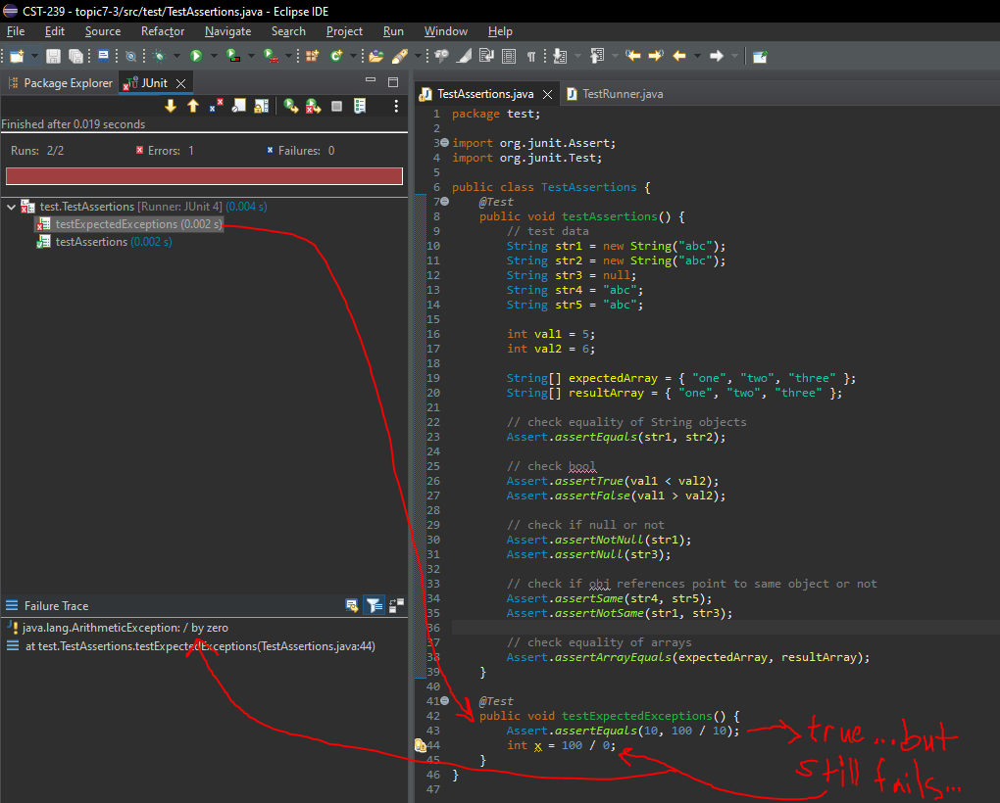 CST-239 - topic7-3/src/test/TestAssertions.java - Eclipse IDE
File Edit Source Refactor Navigate Search Project Run Window Help
Package Explorer JUnit
Finished after 0.019 seconds
Runs: 2/2 Errors: 1 Failures: 0
test.TestAssertions [Runner: JUnit 4] (0.004 s)
testExpectedExceptions (0.002 s)
testAssertions (0.002 s)
Failure Trace
java.lang.ArithmeticException: / by zero
at test.TestAssertions.testExpectedExceptions(TestAssertions.java:44)
TestAssertions.java TestRunner.java
1 package test;
2
3 import org.junit.Assert;
4 import org.junit.Test;
5
6 public class TestAssertions {
7 @Test
8 public void testAssertions() {
9 // test data
10 String str1 = new String("abc");
11 String str2 = new String("abc");
12 String str3 = null;
13 String str4 = "abc";
14 String str5 = "abc";
15
16 int val1 = 5;
17 int val2 = 6;
18
19 String[] expectedArray = { "one", "two", "three" };
20 String[] resultArray = { "one", "two", "three" };
21
22 // check equality of String objects
23 Assert.assertEquals(str1, str2);
24
25 // check bool
26 Assert.assertTrue(val1 < val2);
27 Assert.assertFalse(val1 > val2);
28
29 // check if null or not
30 Assert.assertNotNull(str1);
31 Assert.assertNull(str3);
32
33 // check if obj references point to same object or not
34 Assert.assertSame(str4, str5);
35 Assert.assertNotSame(str1, str3);
36
37 // check equality of arrays
38 Assert.assertArrayEquals(expectedArray, resultArray);
39 }
40
41 @Test
42 public void testExpectedExceptions() {
43 Assert.assertEquals(10, 100 / 10);
44 int x = 100 / 0;
45 }
46 }
47
true...but
still fails...